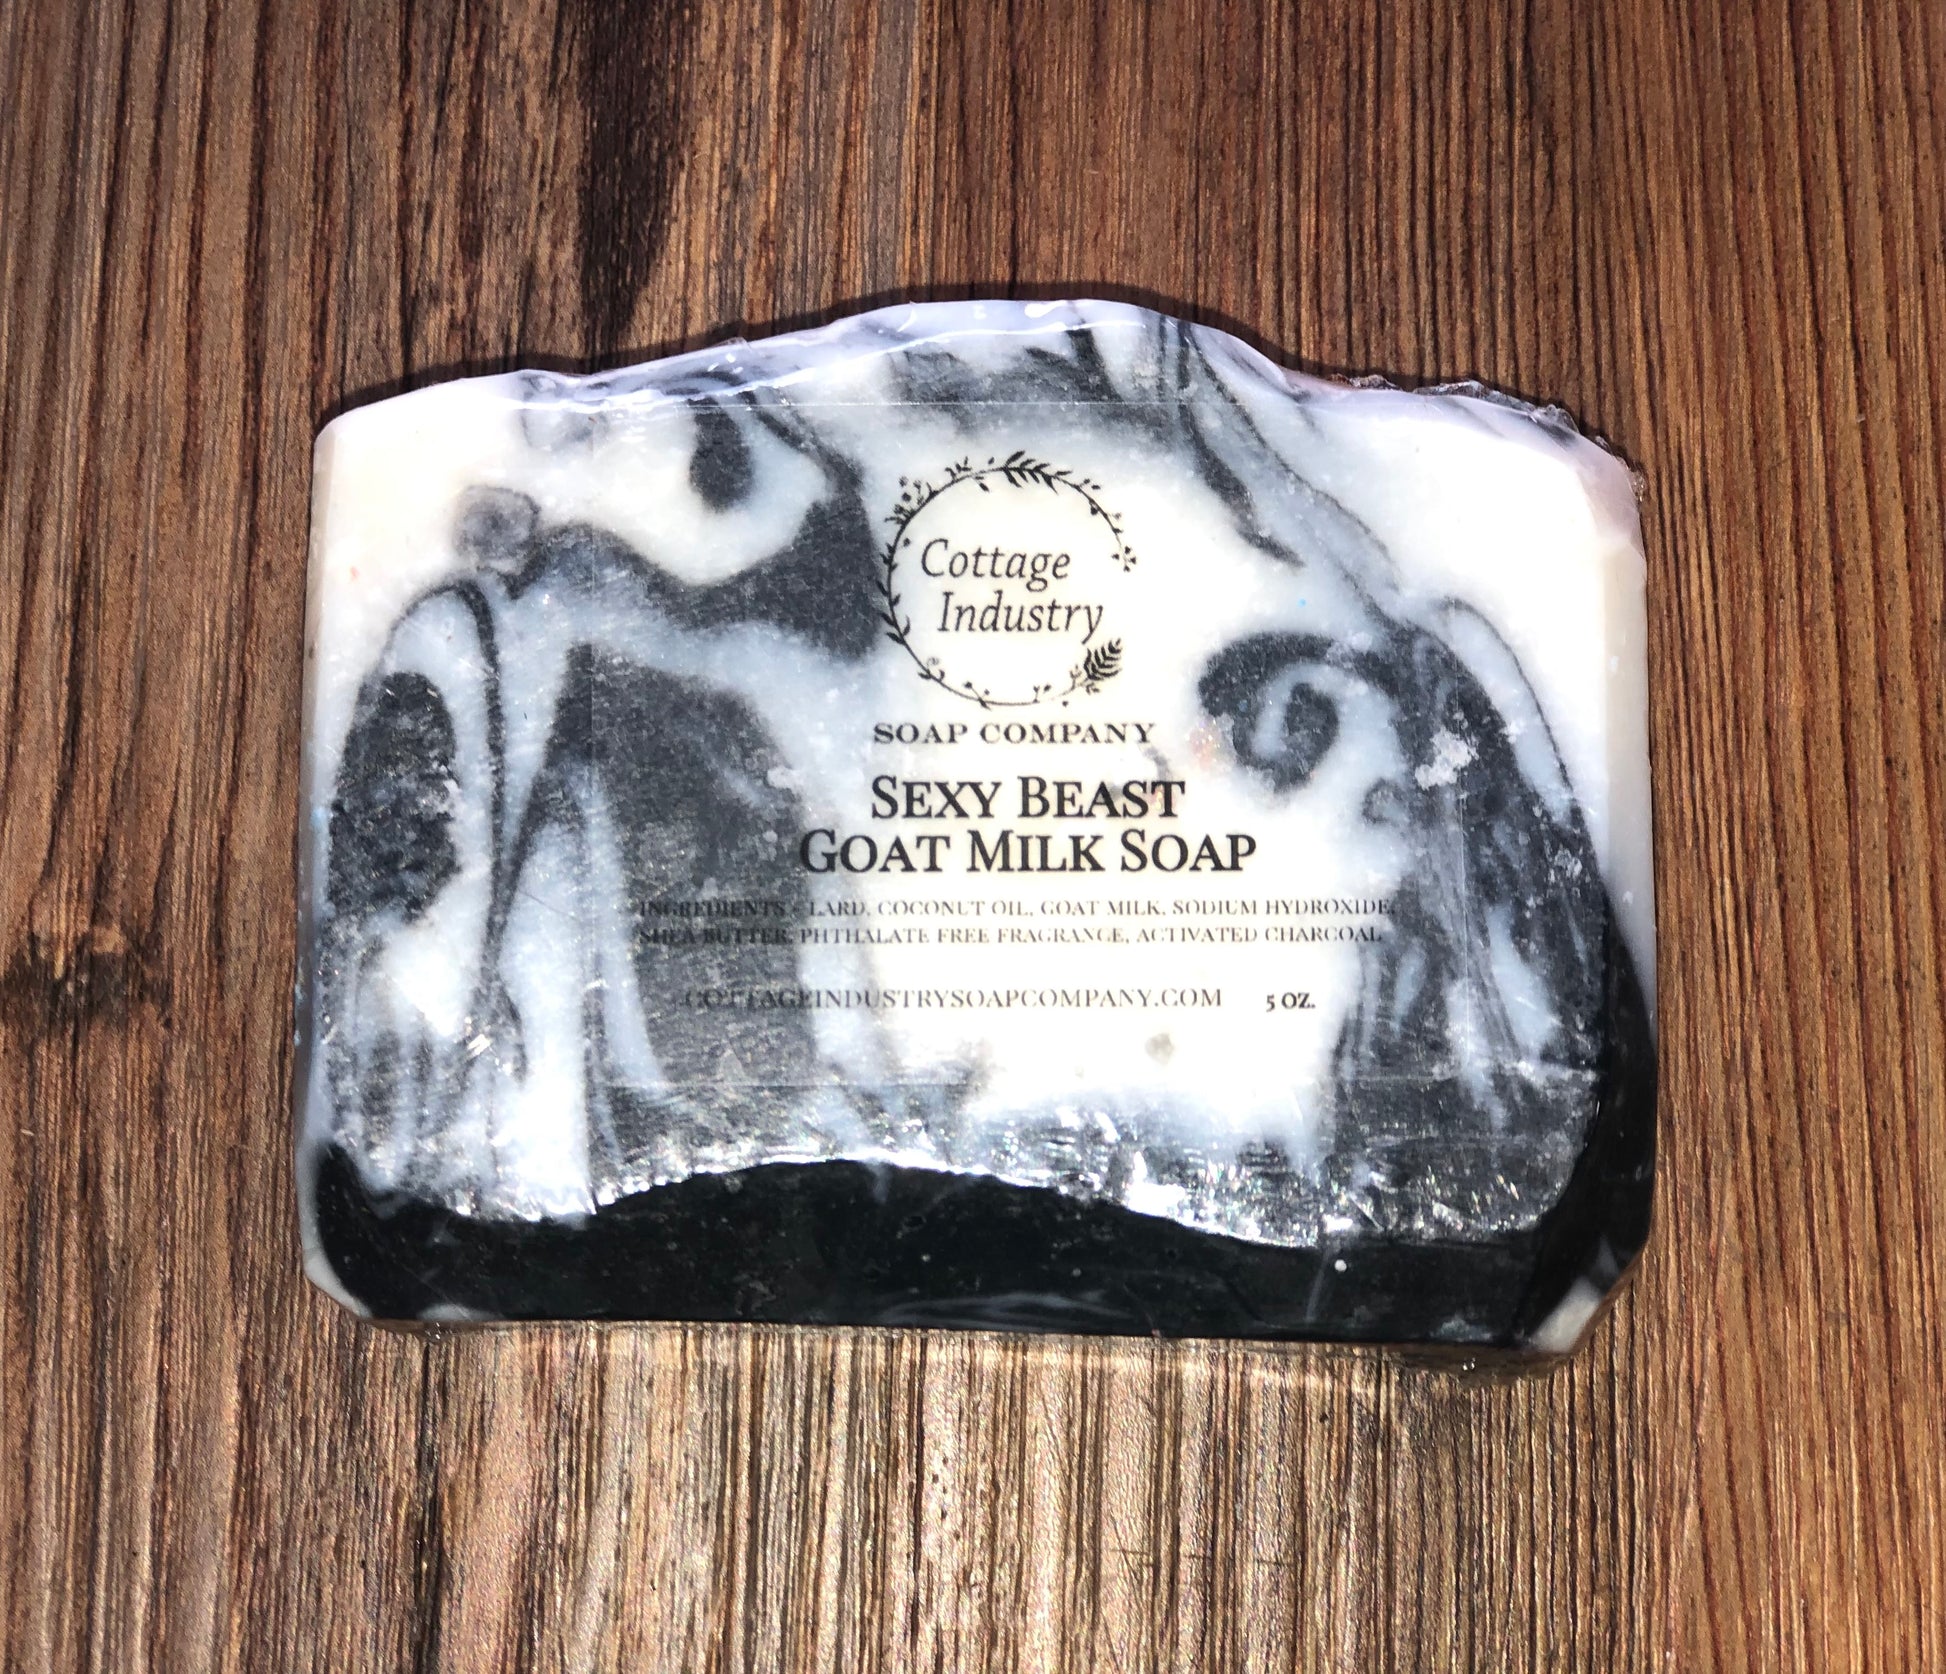 Cottage
Industry
SOAP COMPANY
SEXY BEAST
GOAT MILK SOAP
INGREDIENTS - LARD, COCONUT OIL, GOAT MILK, SODIUM HYDROXIDE,
SHEA BUTTER, PHTHALATE FREE FRAGRANCE, ACTIVATED CHARCOAL
COTTAGEINDUSTRYSOAPCOMPANY.COM 5 OZ.